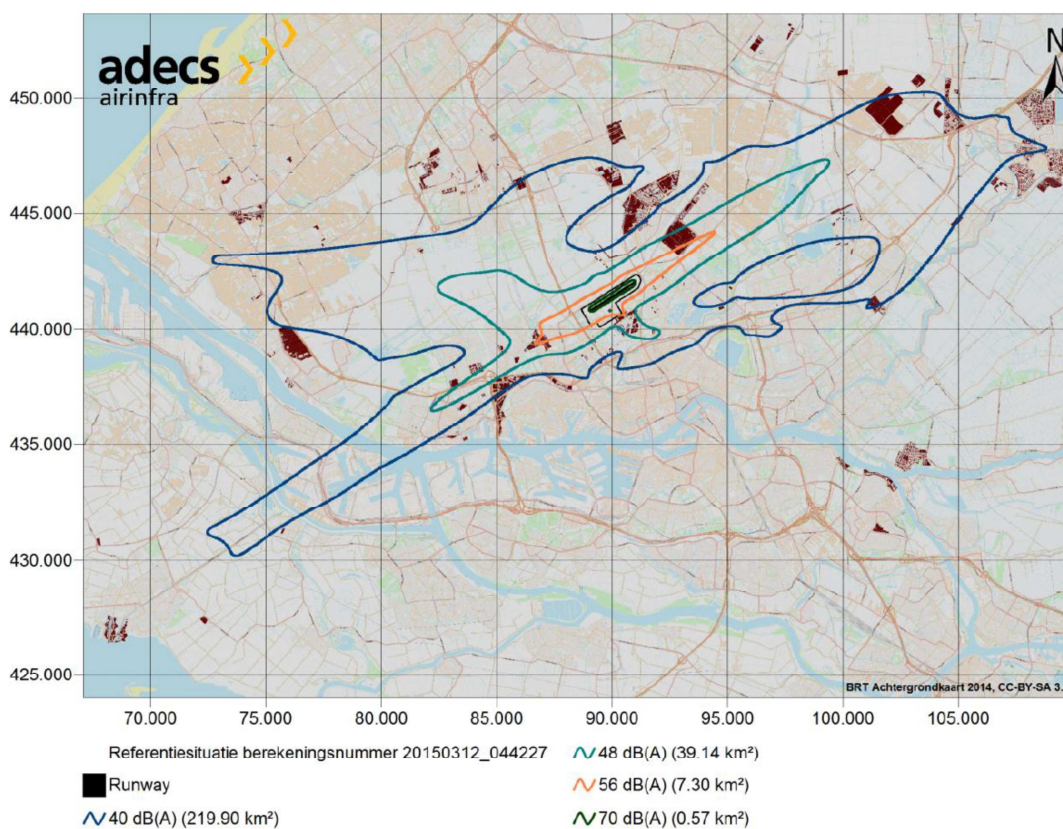 adecs
airinfra
N
450.000
445.000
440.000
435.000
430.000
425.000
BRT Achtergrondkaart 2014, CC-BY-SA 3.
70.000 75.000 80.000 85.000 90.000 95.000 100.000 105.000
Referentiesituatie berekeningsnummer 20150312_044227
Runway
40 dB(A) (219.90 km²)
48 dB(A) (39.14 km²)
56 dB(A) (7.30 km²)
70 dB(A) (0.57 km²)